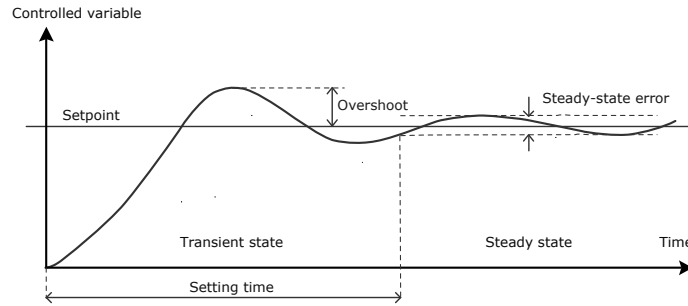 Controlled variable
Setpoint
Overshoot
Steady-state error
Transient state
Steady state
Time
Setting time